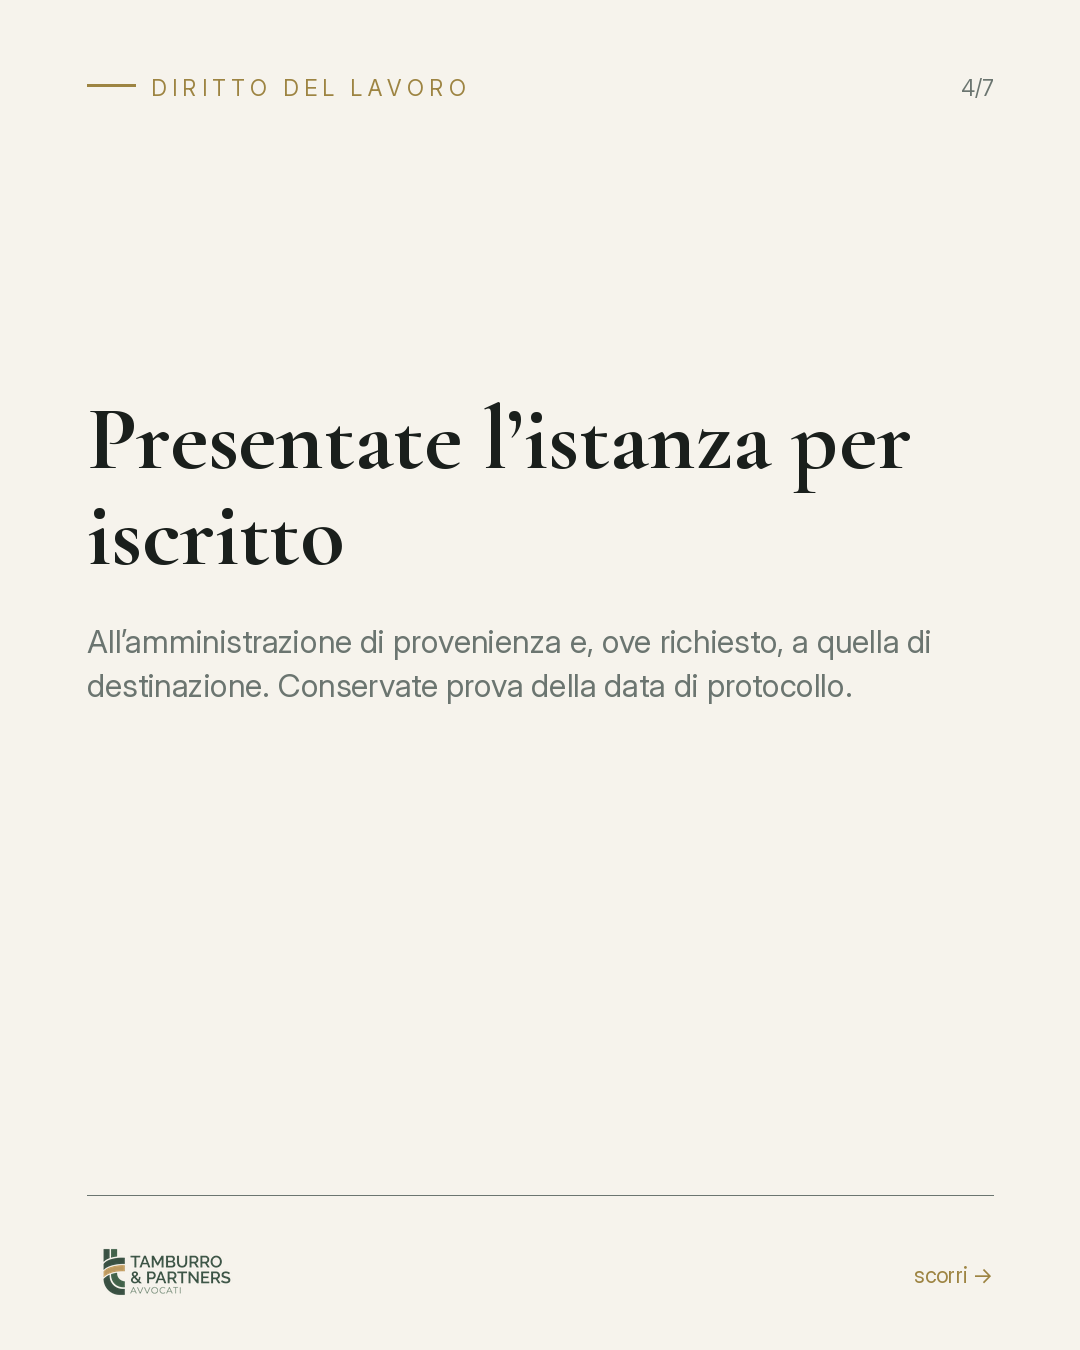 DIRITTO DEL LAVORO
4/7
Presentate l’istanza per
iscritto
All’amministrazione di provenienza e, ove richiesto, a quella di
destinazione. Conservate prova della data di protocollo.
TAMBURRO
& PARTNERS
AVVOCATI
scorri →